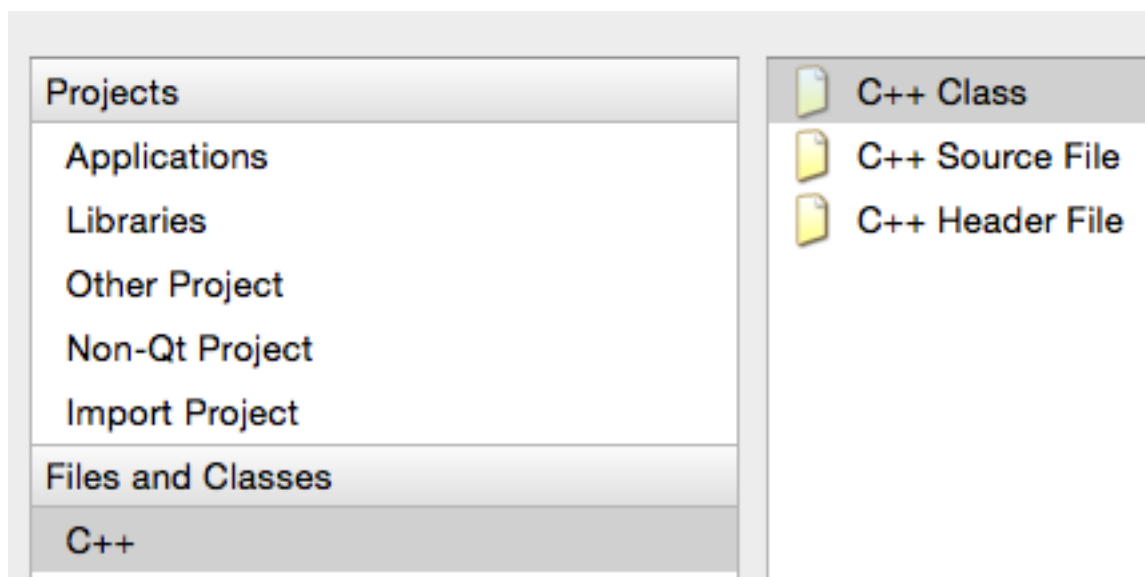 Projects
Applications
Libraries
Other Project
Non-Qt Project
Import Project
Files and Classes
C++
C++ Class
C++ Source File
C++ Header File